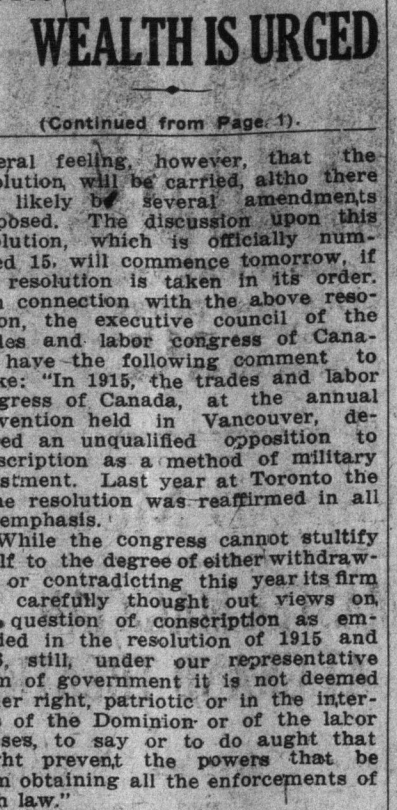 WEALTH IS URGED
(Continued from Page 1).
eral feeling, however, that the
olution, will be carried, altho there
likely be several amendments
posed. The discussion upon this
olution, which is officially num-
ed 15, will commence tomorrow, if
resolution is taken in its order.
n connection with the above reso-
on, the executive council of the
des and labor congress of Cana-
have the following comment to
ke: "In 1915, the trades and labor
gress of Canada, at the annual
vention held in Vancouver, de-
ed an unqualified opposition to
scription as a method of military
stment. Last year at Toronto the
ne resolution was reaffirmed in all
emphasis.
While the congress cannot stultify
lf to the degree of either withdraw-
or contradicting this year its firm
carefully thought out views on,
question of conscription as em-
ied in the resolution of 1915 and
, still, under our representative
m of government it is not deemed
er right, patriotic or in the inter-
s of the Dominion or of the labor
ses, to say or to do aught that
ht prevent the powers that be
m obtaining all the enforcements of
h law."